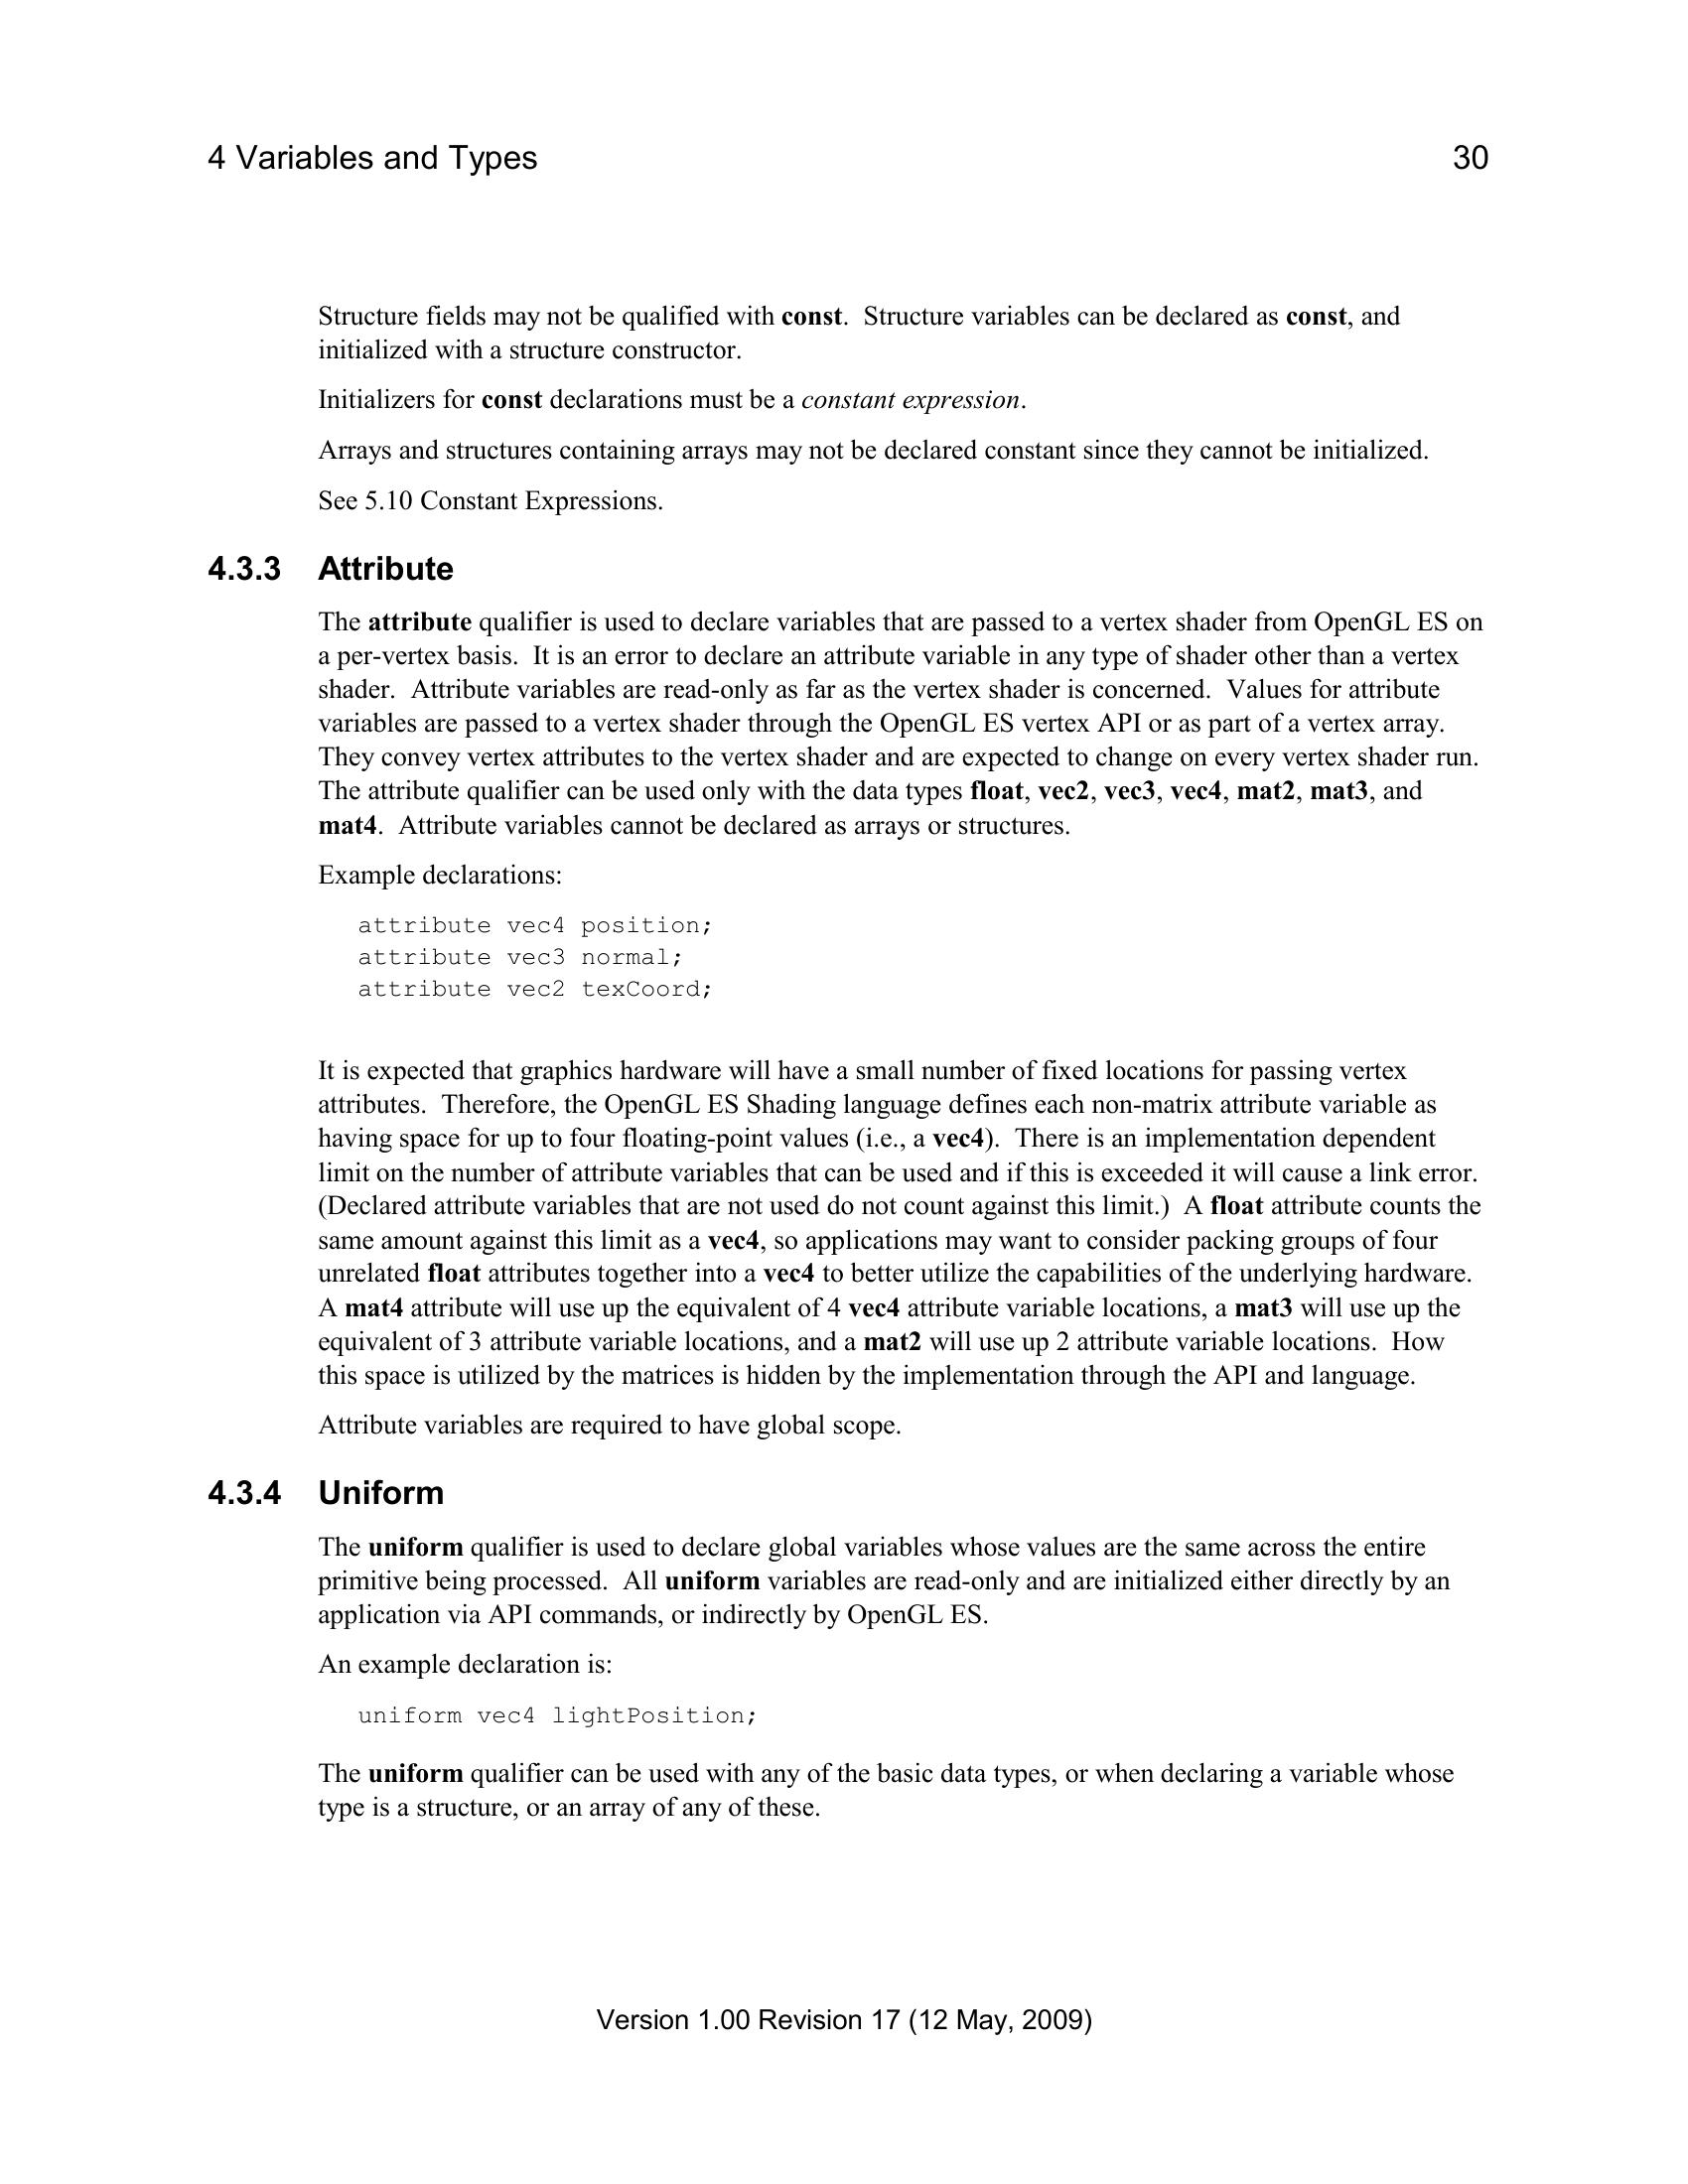 4 Variables and Types 30
Structure fields may not be qualified with const. Structure variables can be declared as const, and
initialized with a structure constructor.
Initializers for const declarations must be a constant expression.
Arrays and structures containing arrays may not be declared constant since they cannot be initialized.
See 5.10 Constant Expressions.
4.3.3 Attribute
The attribute qualifier is used to declare variables that are passed to a vertex shader from OpenGL ES on
a per-vertex basis. It is an error to declare an attribute variable in any type of shader other than a vertex
shader. Attribute variables are read-only as far as the vertex shader is concerned. Values for attribute
variables are passed to a vertex shader through the OpenGL ES vertex API or as part of a vertex array.
They convey vertex attributes to the vertex shader and are expected to change on every vertex shader run.
The attribute qualifier can be used only with the data types float, vec2, vec3, vec4, mat2, mat3, and
mat4. Attribute variables cannot be declared as arrays or structures.
Example declarations:
attribute vec4 position;
attribute vec3 normal;
attribute vec2 texCoord;
It is expected that graphics hardware will have a small number of fixed locations for passing vertex
attributes. Therefore, the OpenGL ES Shading language defines each non-matrix attribute variable as
having space for up to four floating-point values (i.e., a vec4). There is an implementation dependent
limit on the number of attribute variables that can be used and if this is exceeded it will cause a link error.
(Declared attribute variables that are not used do not count against this limit.) A float attribute counts the
same amount against this limit as a vec4, so applications may want to consider packing groups of four
unrelated float attributes together into a vec4 to better utilize the capabilities of the underlying hardware.
A mat4 attribute will use up the equivalent of 4 vec4 attribute variable locations, a mat3 will use up the
equivalent of 3 attribute variable locations, and a mat2 will use up 2 attribute variable locations. How
this space is utilized by the matrices is hidden by the implementation through the API and language.
Attribute variables are required to have global scope.
4.3.4 Uniform
The uniform qualifier is used to declare global variables whose values are the same across the entire
primitive being processed. All uniform variables are read-only and are initialized either directly by an
application via API commands, or indirectly by OpenGL ES.
An example declaration is:
uniform vec4 lightPosition;
The uniform qualifier can be used with any of the basic data types, or when declaring a variable whose
type is a structure, or an array of any of these.
Version 1.00 Revision 17 (12 May, 2009)